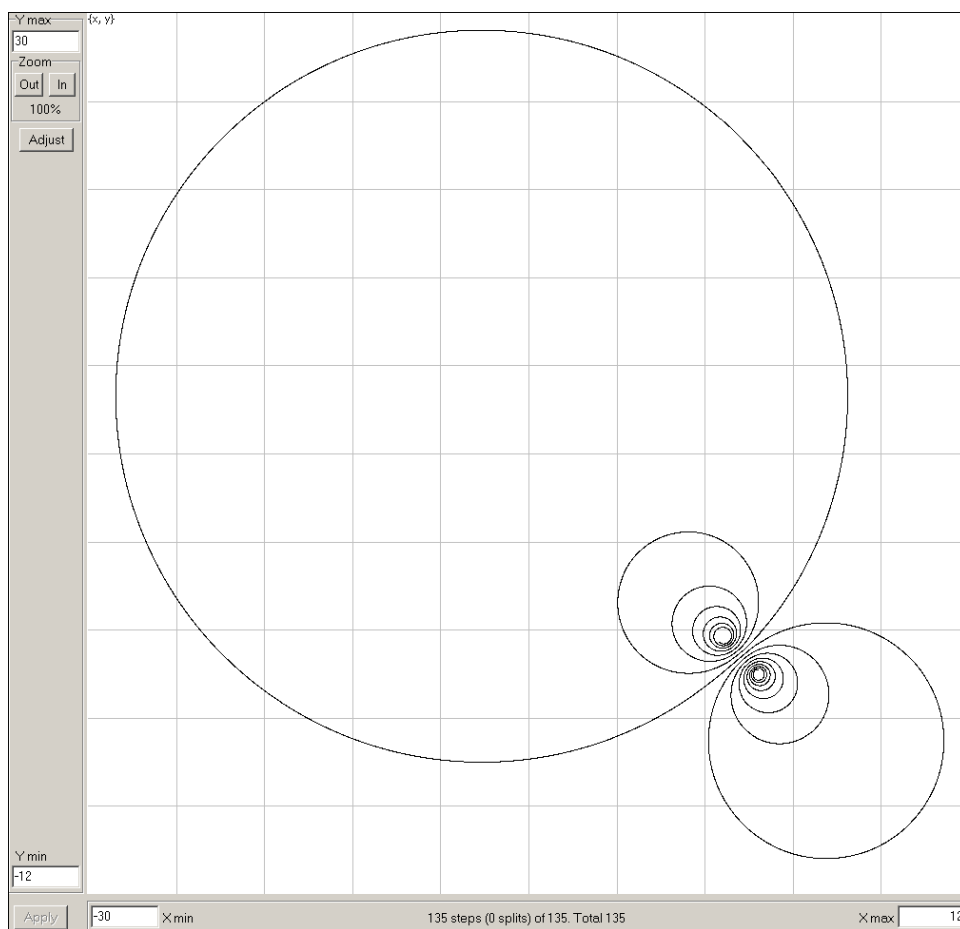 Y max
{x, y}
30
Zoom
Out In
100%
Adjust
Y min
-12
Apply
-30 X min
135 steps (0 splits) of 135. Total 135
X max 12